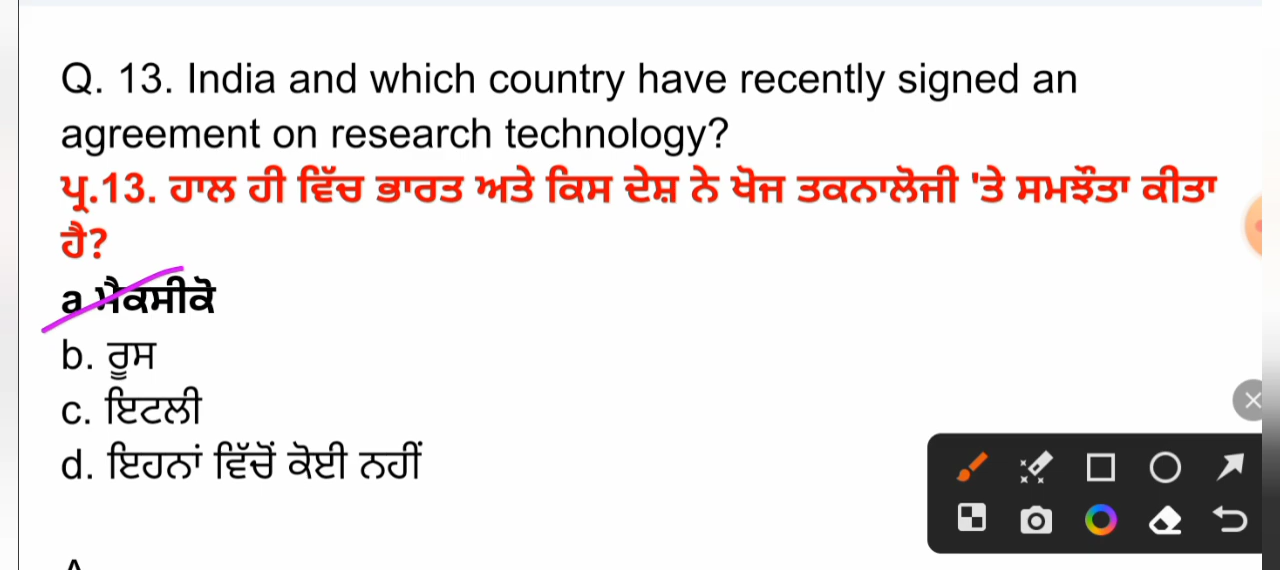 Q. 13. India and which country have recently signed an
agreement on research technology?
ਪ੍ਰ.13. ਹਾਲ ਹੀ ਵਿੱਚ ਭਾਰਤ ਅਤੇ ਕਿਸ ਦੇਸ਼ ਨੇ ਖੋਜ ਤਕਨਾਲੋਜੀ 'ਤੇ ਸਮਝੌਤਾ ਕੀਤਾ
ਹੈ?
a ਮੈਕਸੀਕੋ
b. ਰੂਸ
c. ਇਟਲੀ
d. ਇਹਨਾਂ ਵਿੱਚੋਂ ਕੋਈ ਨਹੀਂ